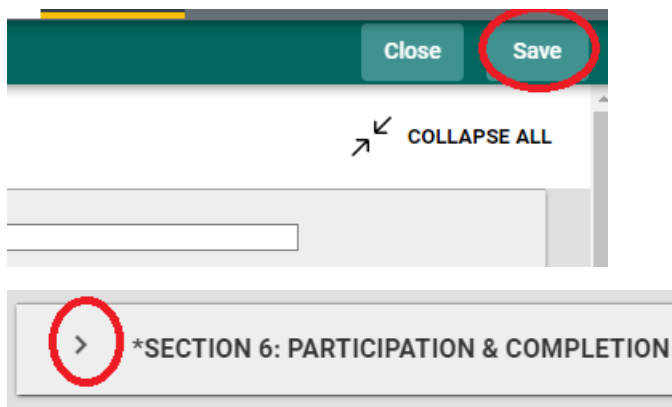 Close Save
COLLAPSE ALL
*SECTION 6: PARTICIPATION & COMPLETION